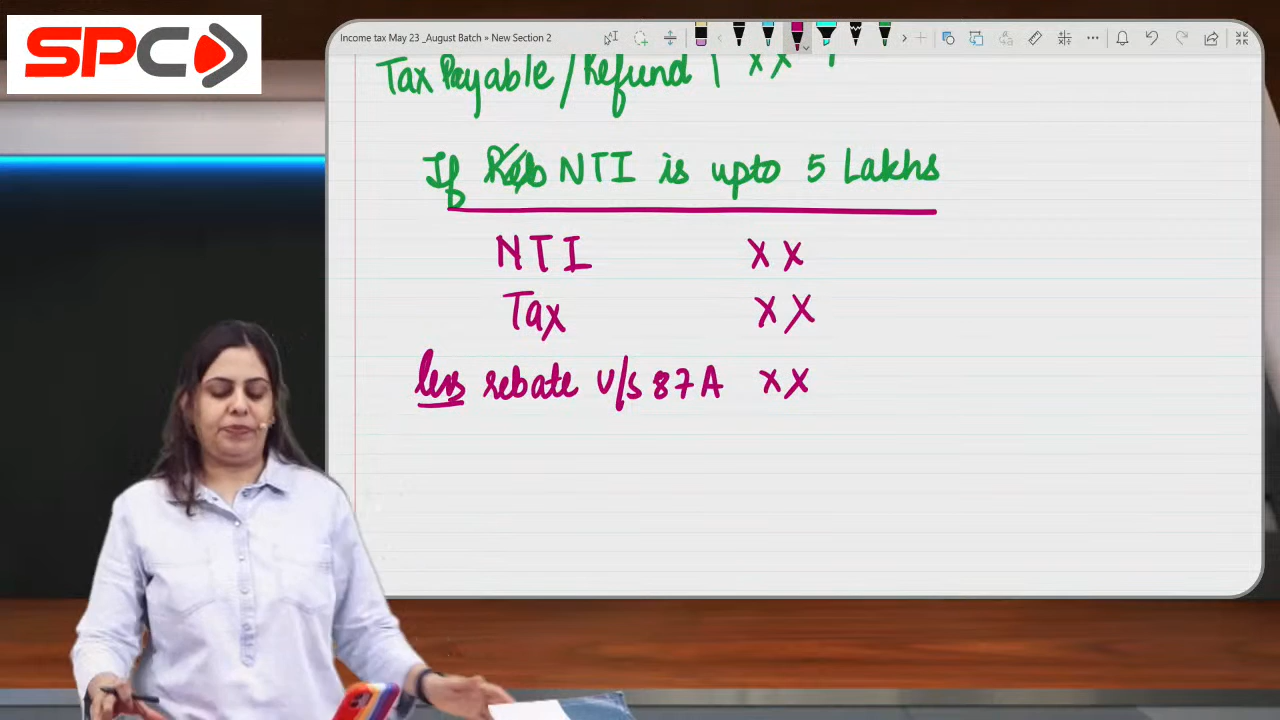 SPC
Income tax May 23 _August Batch » New Section 2
Tax Payable/Refund xx
If NTI is upto 5 Lakhs
NTI xx
Tax xx
less rebate U/S 87A xx